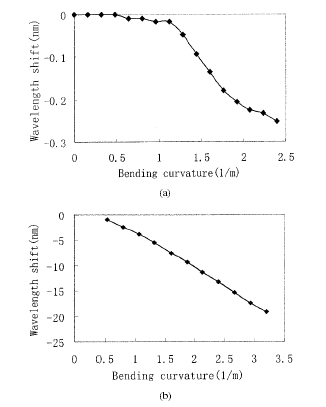 0
-0.1
-0.2
-0.3
Wavelength shift(nm)
0 0.5 1 1.5 2 2.5
Bending curvature(1/m)
(a)
0
-5
-10
-15
-20
-25
Wavelength shift(nm)
0 0.5 1 1.5 2 2.5 3 3.5
Bending curvature(1/m)
(b)